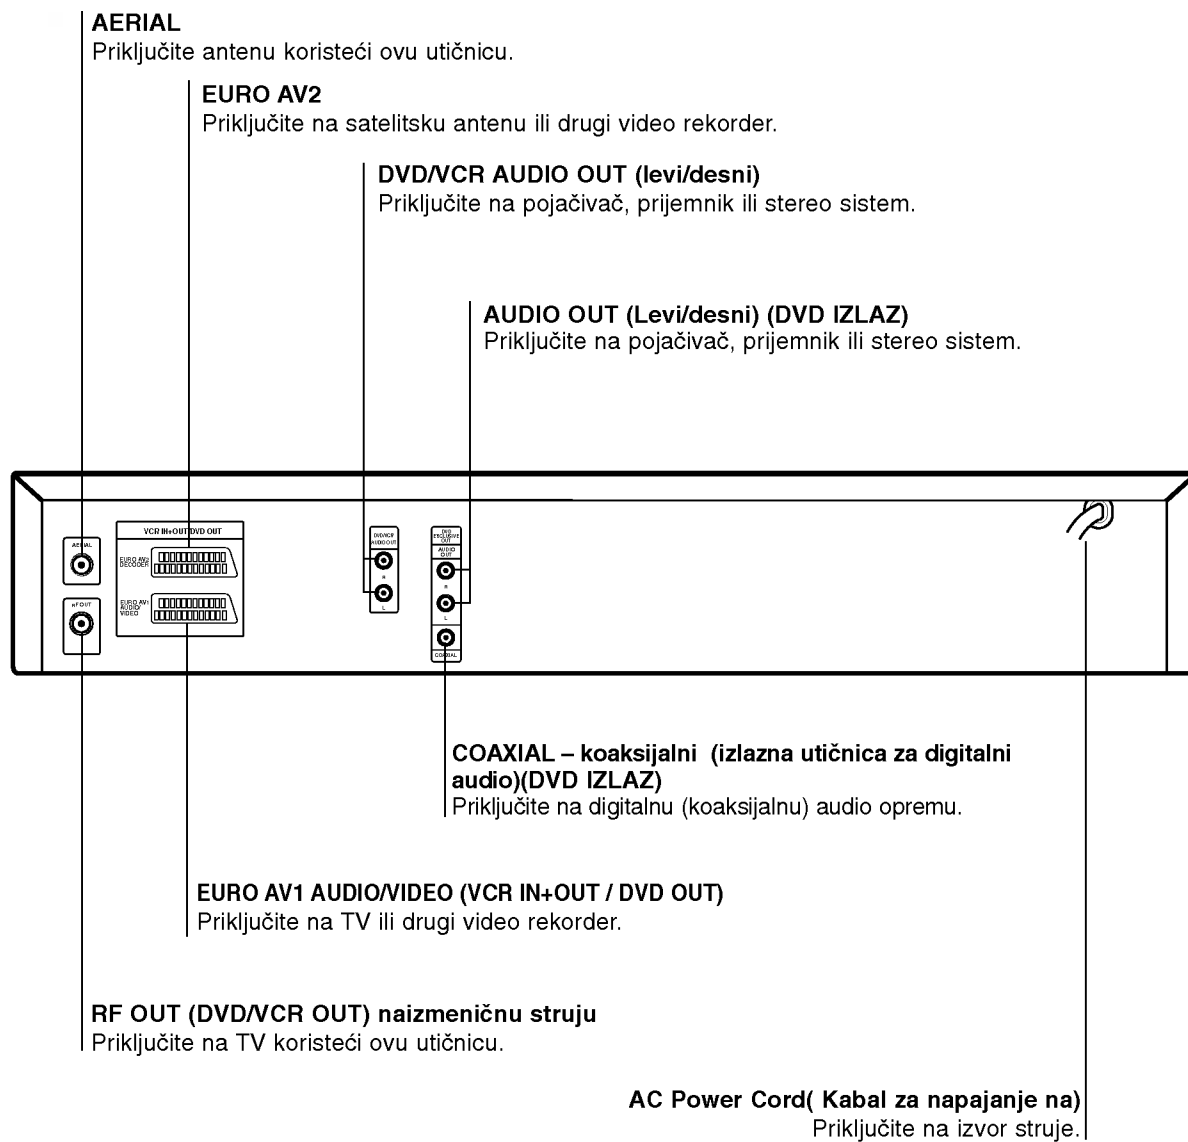 AERIAL
Priključite antenu koristeći ovu utičnicu.
EURO AV2
Priključite na satelitsku antenu ili drugi video rekorder.
DVD/VCR AUDIO OUT (levi/desni)
Priključite na pojačivač, prijemnik ili stereo sistem.
AUDIO OUT (Levi/desni) (DVD IZLAZ)
Priključite na pojačivač, prijemnik ili stereo sistem.
AERIAL
RF OUT
VCR IN+OUT/DVD OUT
EURO AV2
DECODER
EURO AV1
AUDIO/
VIDEO
DVD/VCR
AUDIO OUT
R
L
DVD
EXCLUSIVE
OUT
AUDIO
OUT
R
L
COAXIAL
COAXIAL – koaksijalni  (izlazna utičnica za digitalni
audio)(DVD IZLAZ)
Priključite na digitalnu (koaksijalnu) audio opremu.
EURO AV1 AUDIO/VIDEO (VCR IN+OUT / DVD OUT)
Priključite na TV ili drugi video rekorder.
RF OUT (DVD/VCR OUT) naizmeničnu struju
Priključite na TV koristeći ovu utičnicu.
AC Power Cord( Kabal za napajanje na)
Priključite na izvor struje.